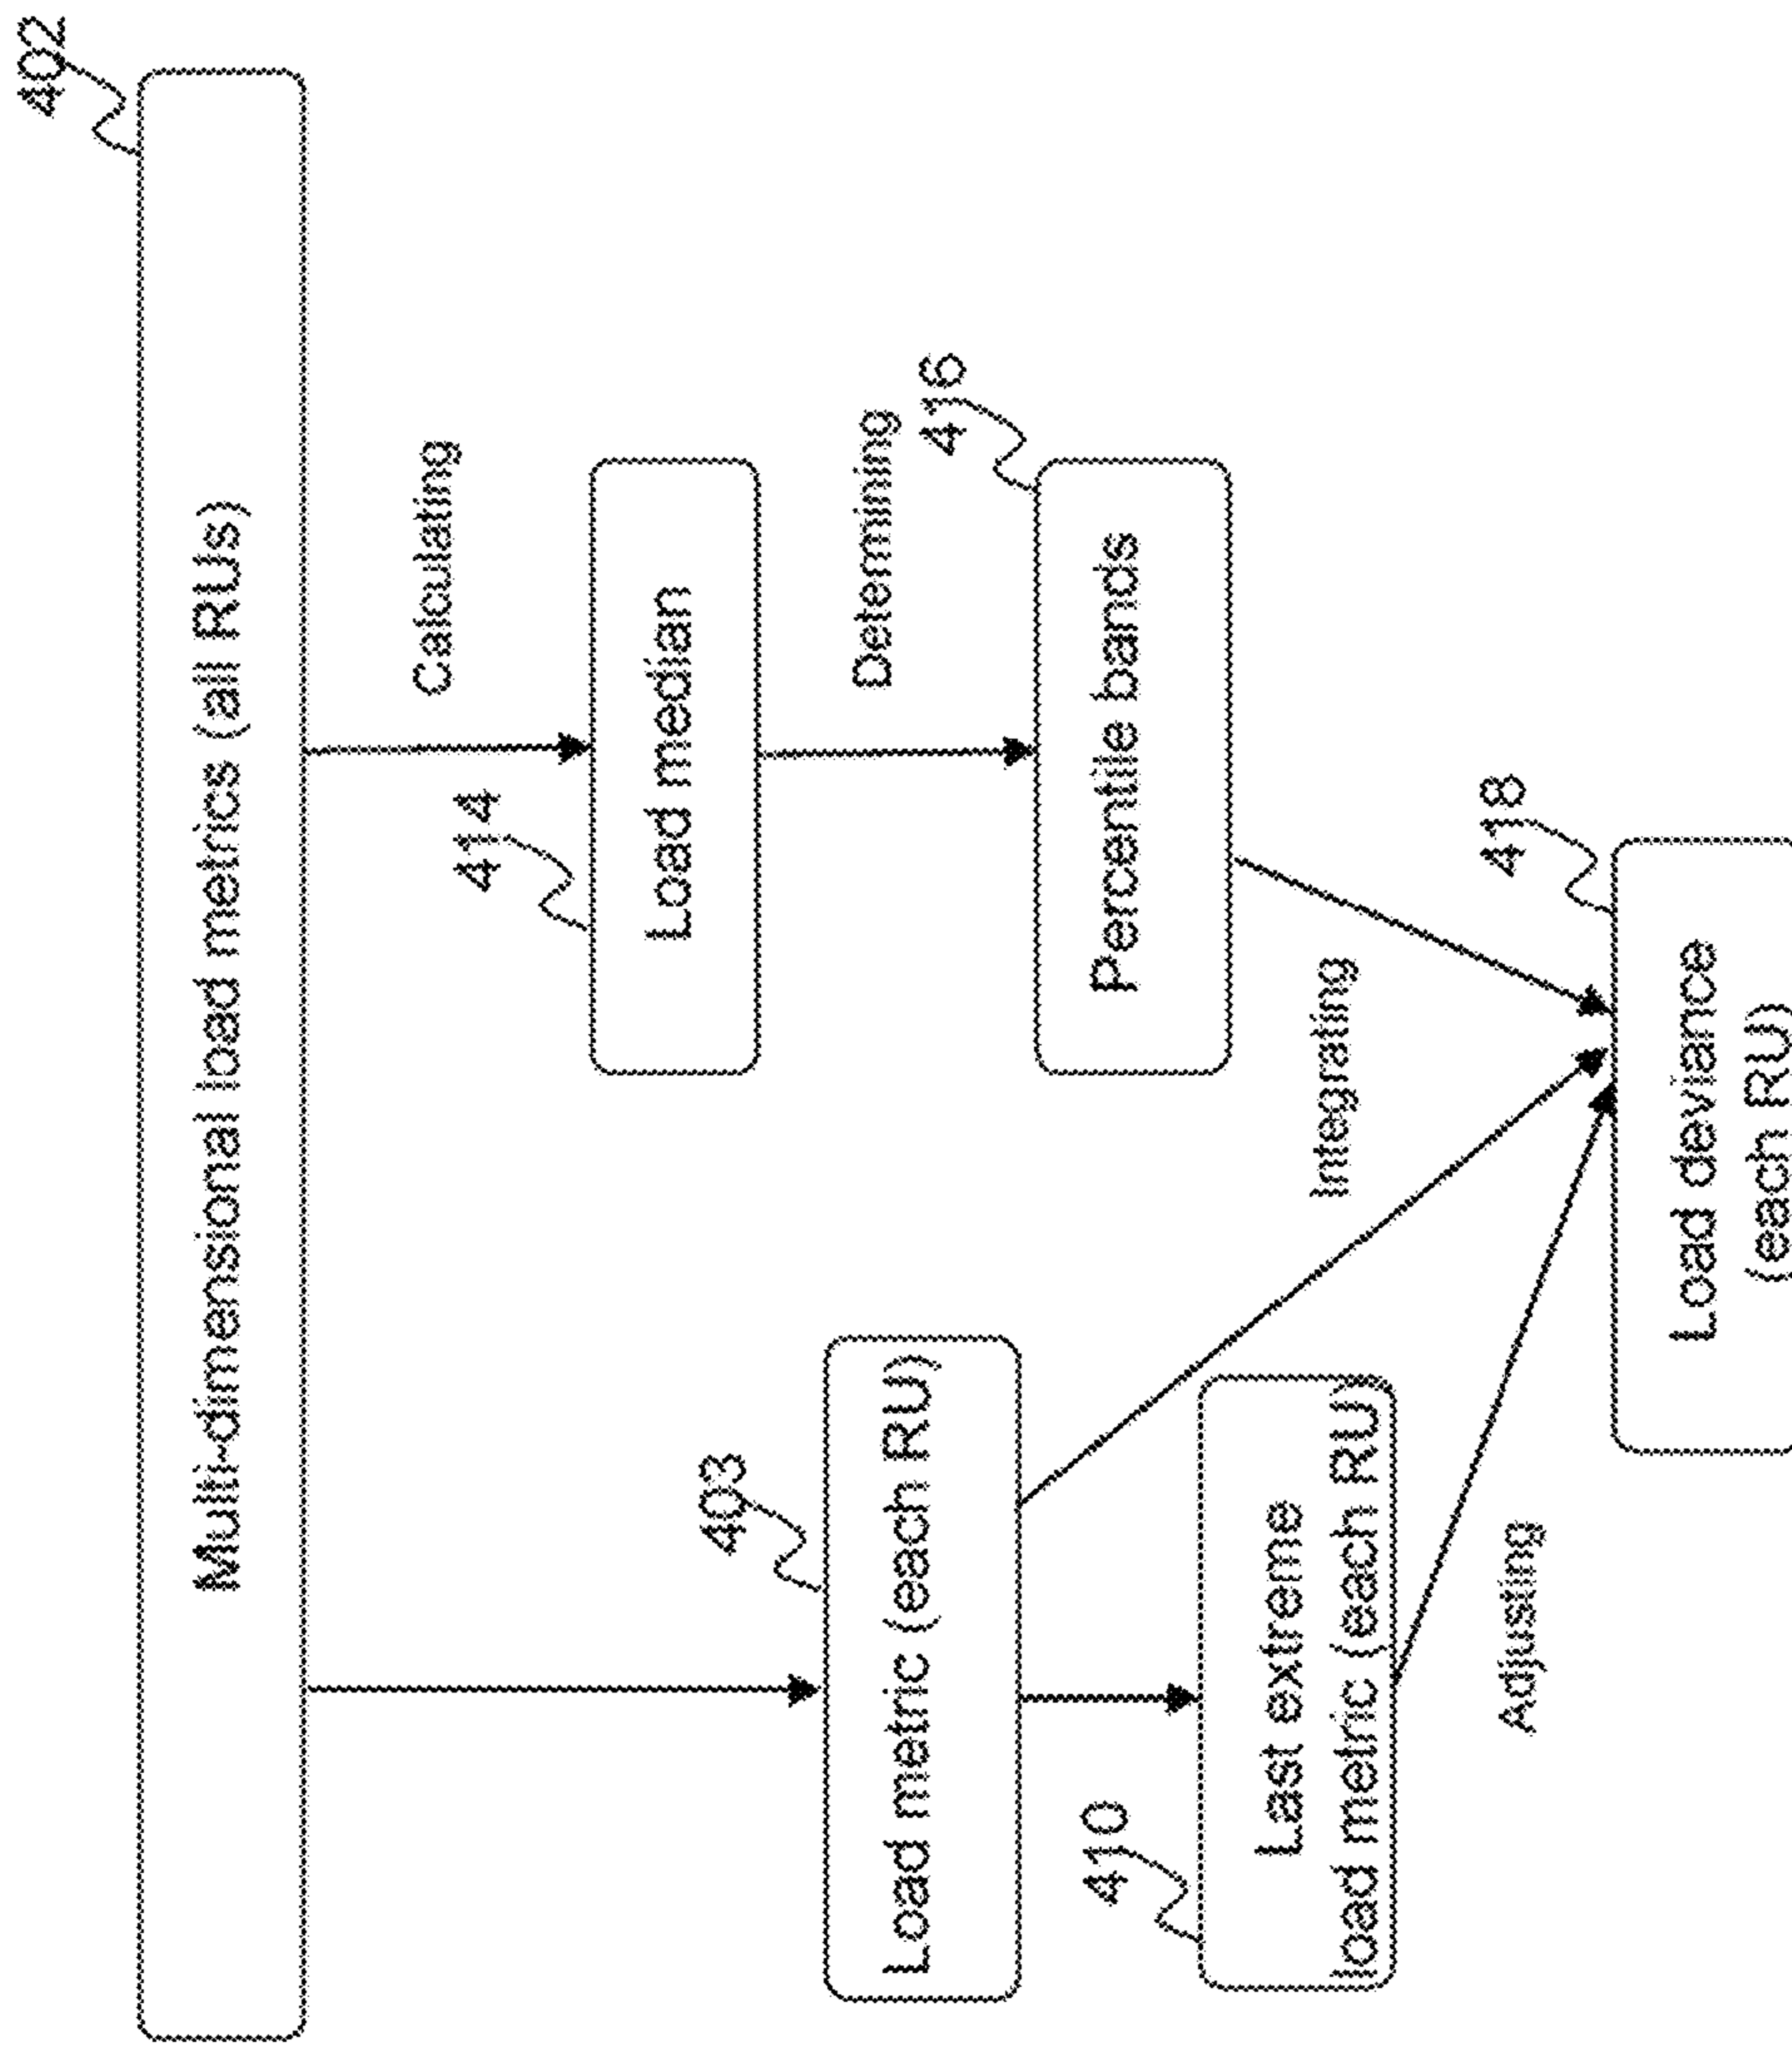 402
Multi-dimensional load metrics (all RUs)
Calculating
414
Load median
Determining
416
Percentile bands
403
Load metric (each RU)
410
Last extreme
load metric (each RU)
Integrating
Adjusting
418
Load deviance
(each RU)